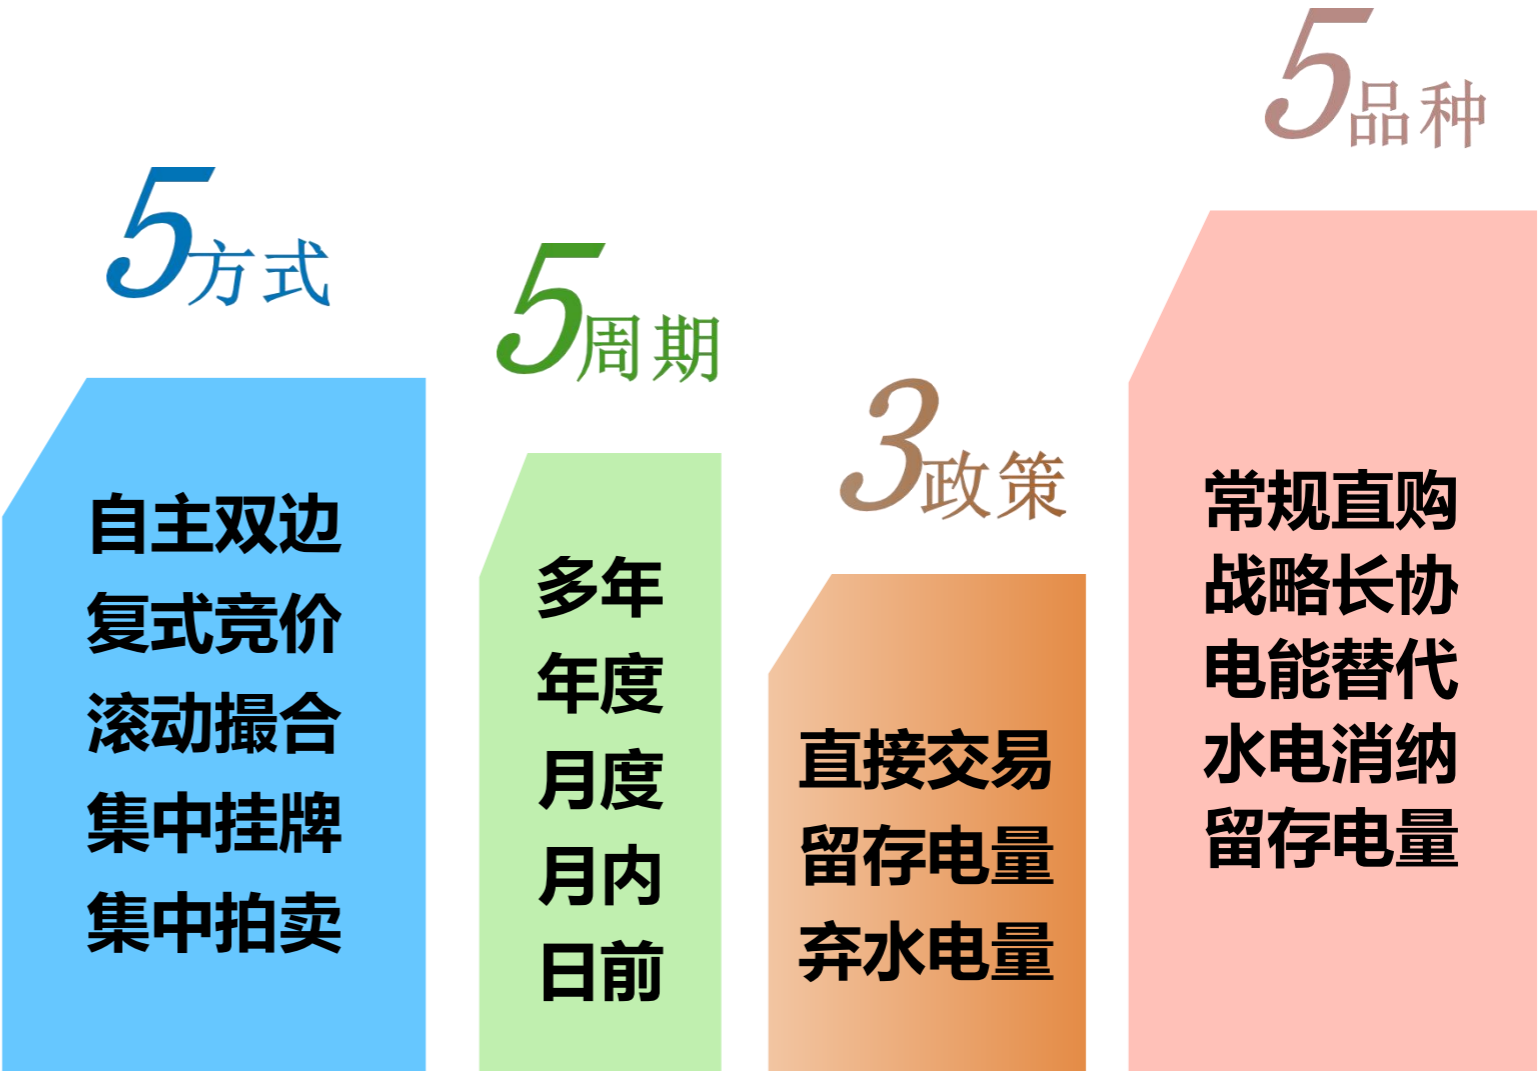 5方式
自主双边
复式竞价
滚动撮合
集中挂牌
集中拍卖
5周期
多年
年度
月度
月内
日前
3政策
直接交易
留存电量
弃水电量
5品种
常规直购
战略长协
电能替代
水电消纳
留存电量